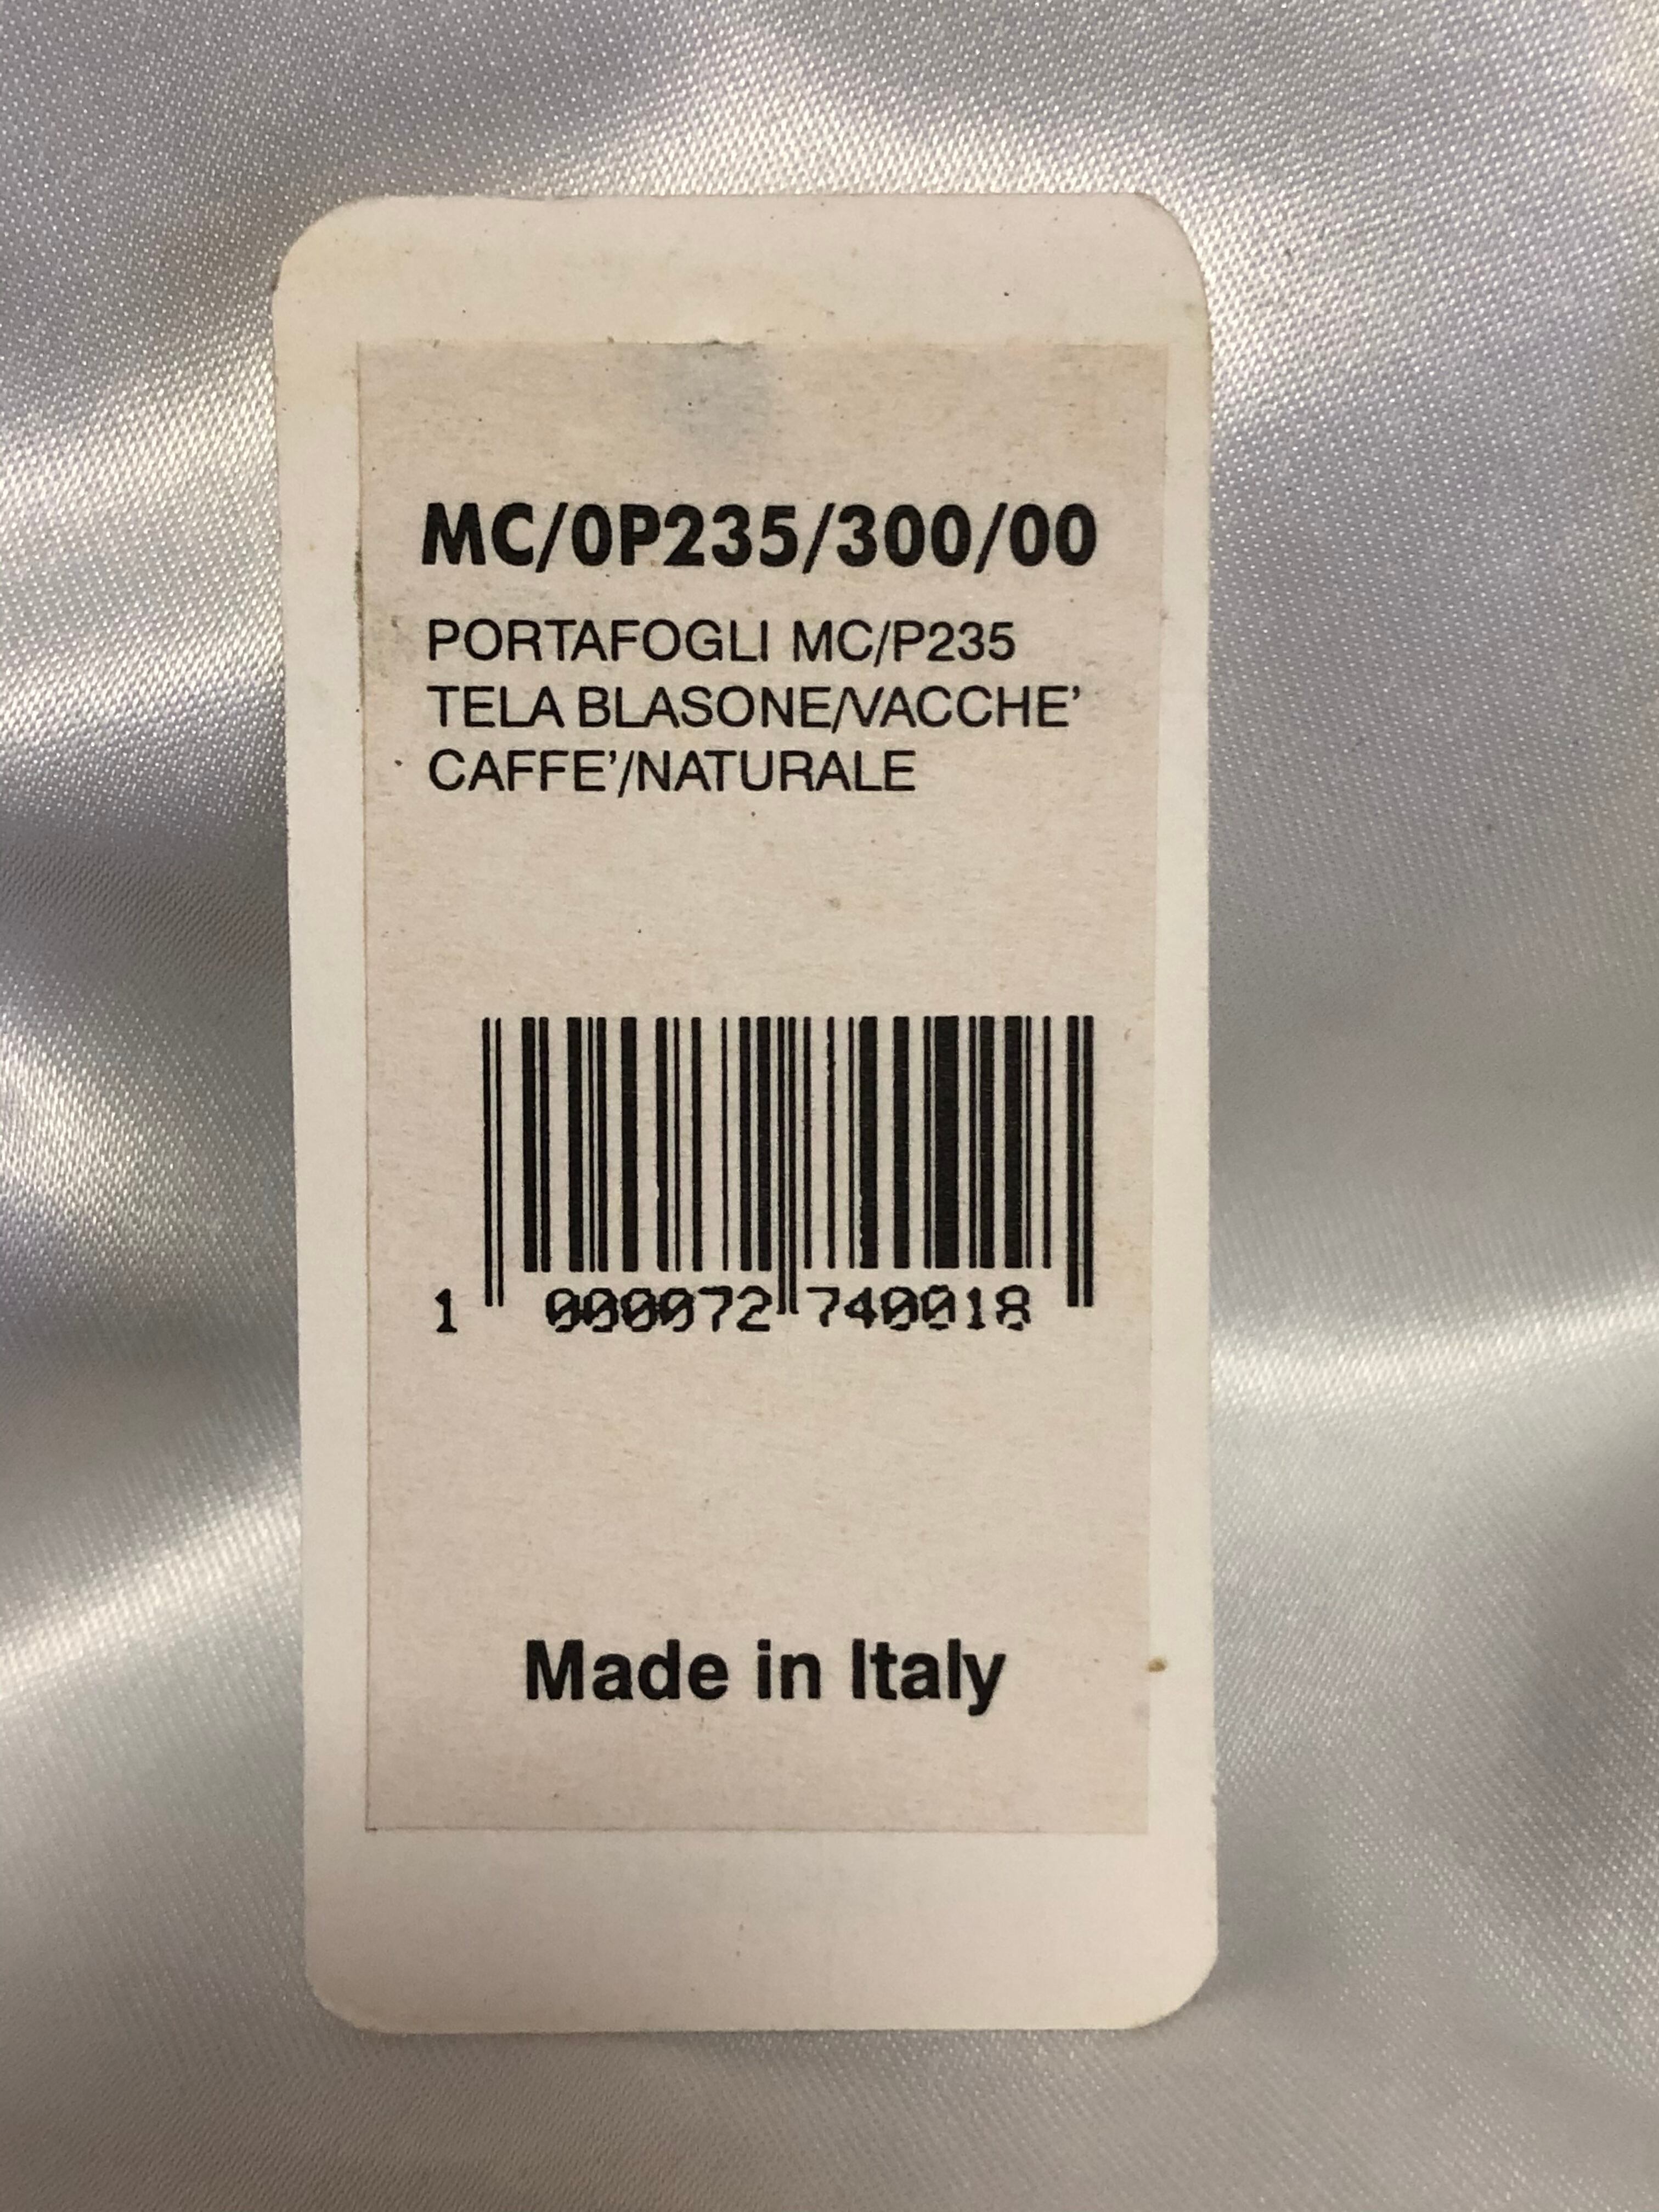 MC/0P235/300/00
PORTAFOGLI MC/P235
TELA BLASONE/VACCHE'
CAFFE'/NATURALE
1 000072 740018
Made in Italy